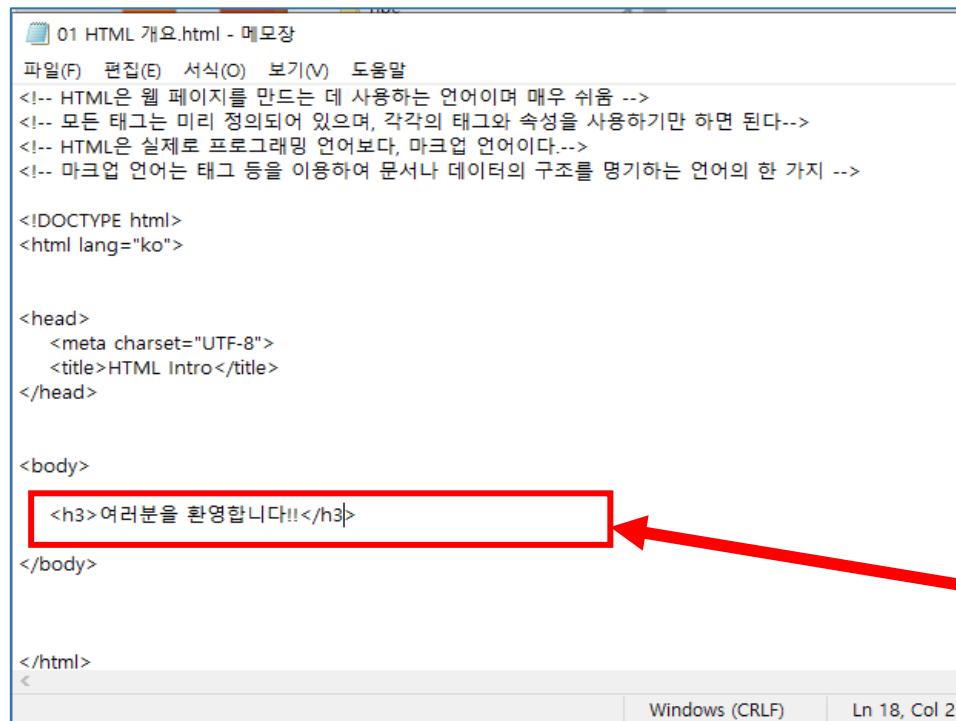 01 HTML 개요.html - 메모장
파일(F) 편집(E) 서식(O) 보기(V) 도움말
<!-- HTML은 웹 페이지를 만드는 데 사용하는 언어이며 매우 쉬움 -->
<!-- 모든 태그는 미리 정의되어 있으며, 각각의 태그와 속성을 사용하기만 하면 된다-->
<!-- HTML은 실제로 프로그래밍 언어보다, 마크업 언어이다.-->
<!-- 마크업 언어는 태그 등을 이용하여 문서나 데이터의 구조를 명기하는 언어의 한 가지 -->
<!DOCTYPE html>
<html lang="ko">
<head>
<meta charset="UTF-8">
<title>HTML Intro</title>
</head>
<body>
<h3>여러분을 환영합니다!!</h3>
</body>
</html>
Windows (CRLF) Ln 18, Col 2